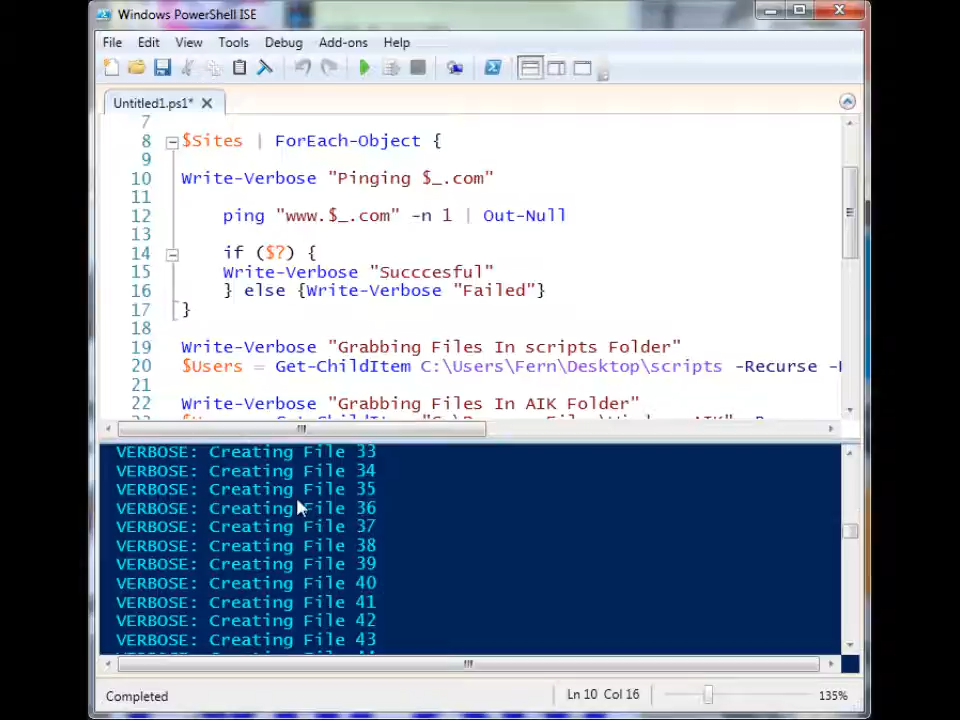 Windows PowerShell ISE
File Edit View Tools Debug Add-ons Help
Untitled1.ps1*
7
8 $Sites | ForEach-Object {
9
10 Write-Verbose "Pinging $_.com"
11
12 ping "www.$_.com" -n 1 | Out-Null
13
14 if ($?) {
15 Write-Verbose "Succcesful"
16 } else {Write-Verbose "Failed"}
17 }
18
19 Write-Verbose "Grabbing Files In scripts Folder"
20 $Users = Get-ChildItem C:\Users\Fern\Desktop\scripts -Recurse -
21
22 Write-Verbose "Grabbing Files In AIK Folder"
VERBOSE: Creating File 33
VERBOSE: Creating File 34
VERBOSE: Creating File 35
VERBOSE: Creating File 36
VERBOSE: Creating File 37
VERBOSE: Creating File 38
VERBOSE: Creating File 39
VERBOSE: Creating File 40
VERBOSE: Creating File 41
VERBOSE: Creating File 42
VERBOSE: Creating File 43
Completed Ln 10 Col 16 135%